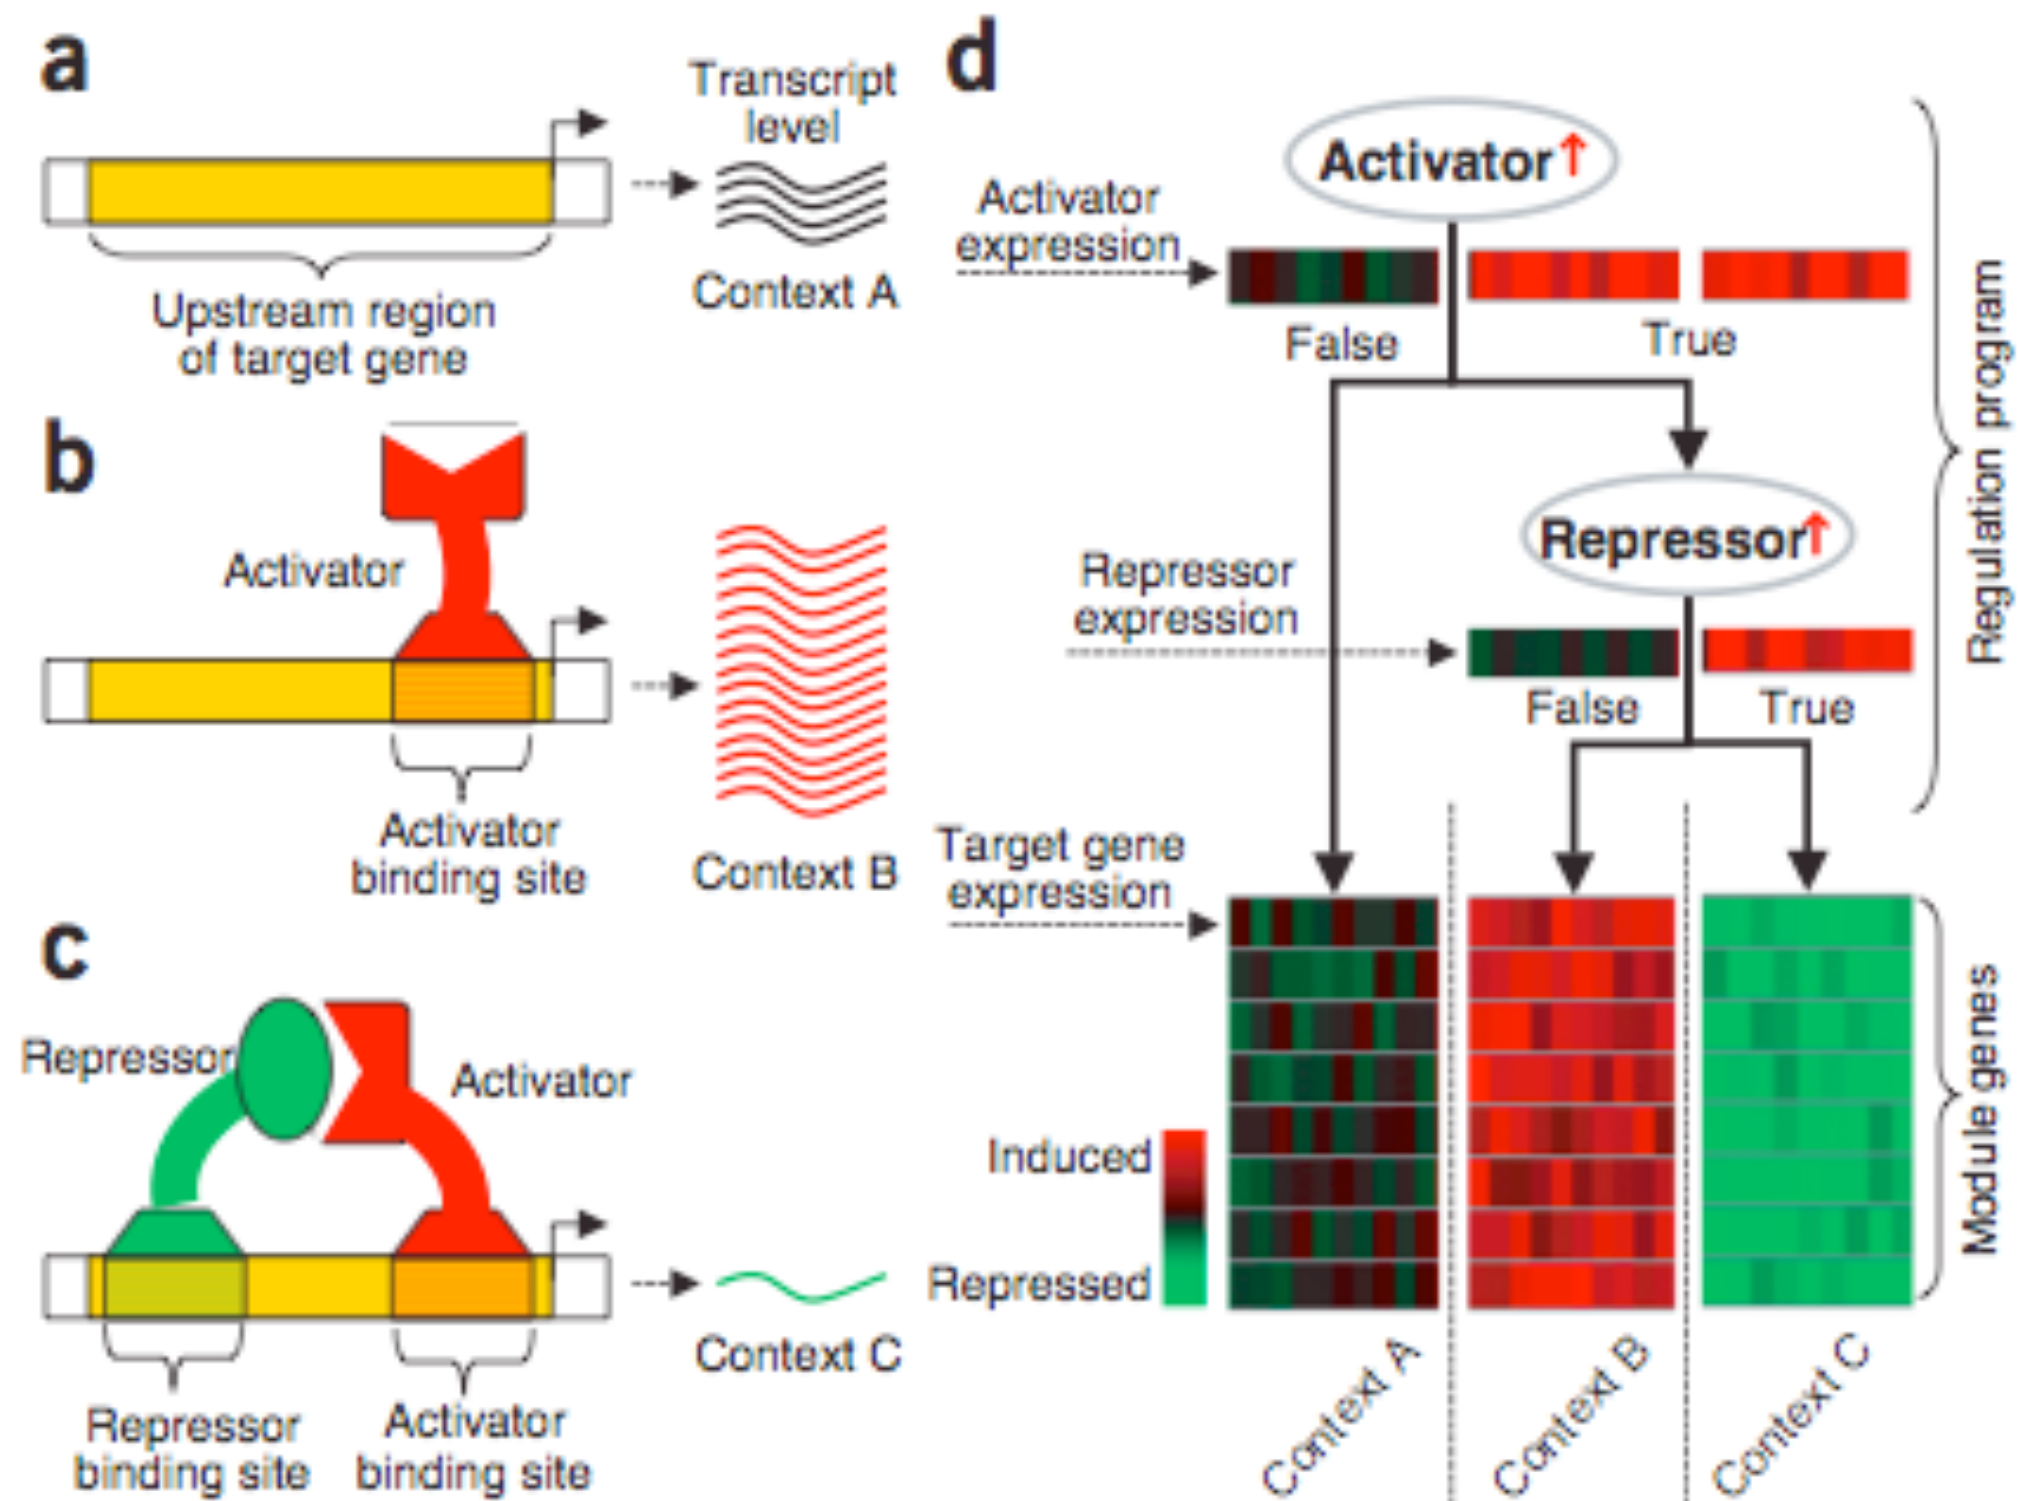 a
Transcript
level
Upstream region
of target gene
Context A
b
Activator
Activator
binding site
Context B
c
Repressor
Activator
Repressor
binding site
Activator
binding site
Context C
d
Activator↑
Activator
expression
False
True
Repressor↑
Repressor
expression
False
True
Regulation program
Target gene
expression
Induced
Repressed
Module genes
Context A
Context B
Context C